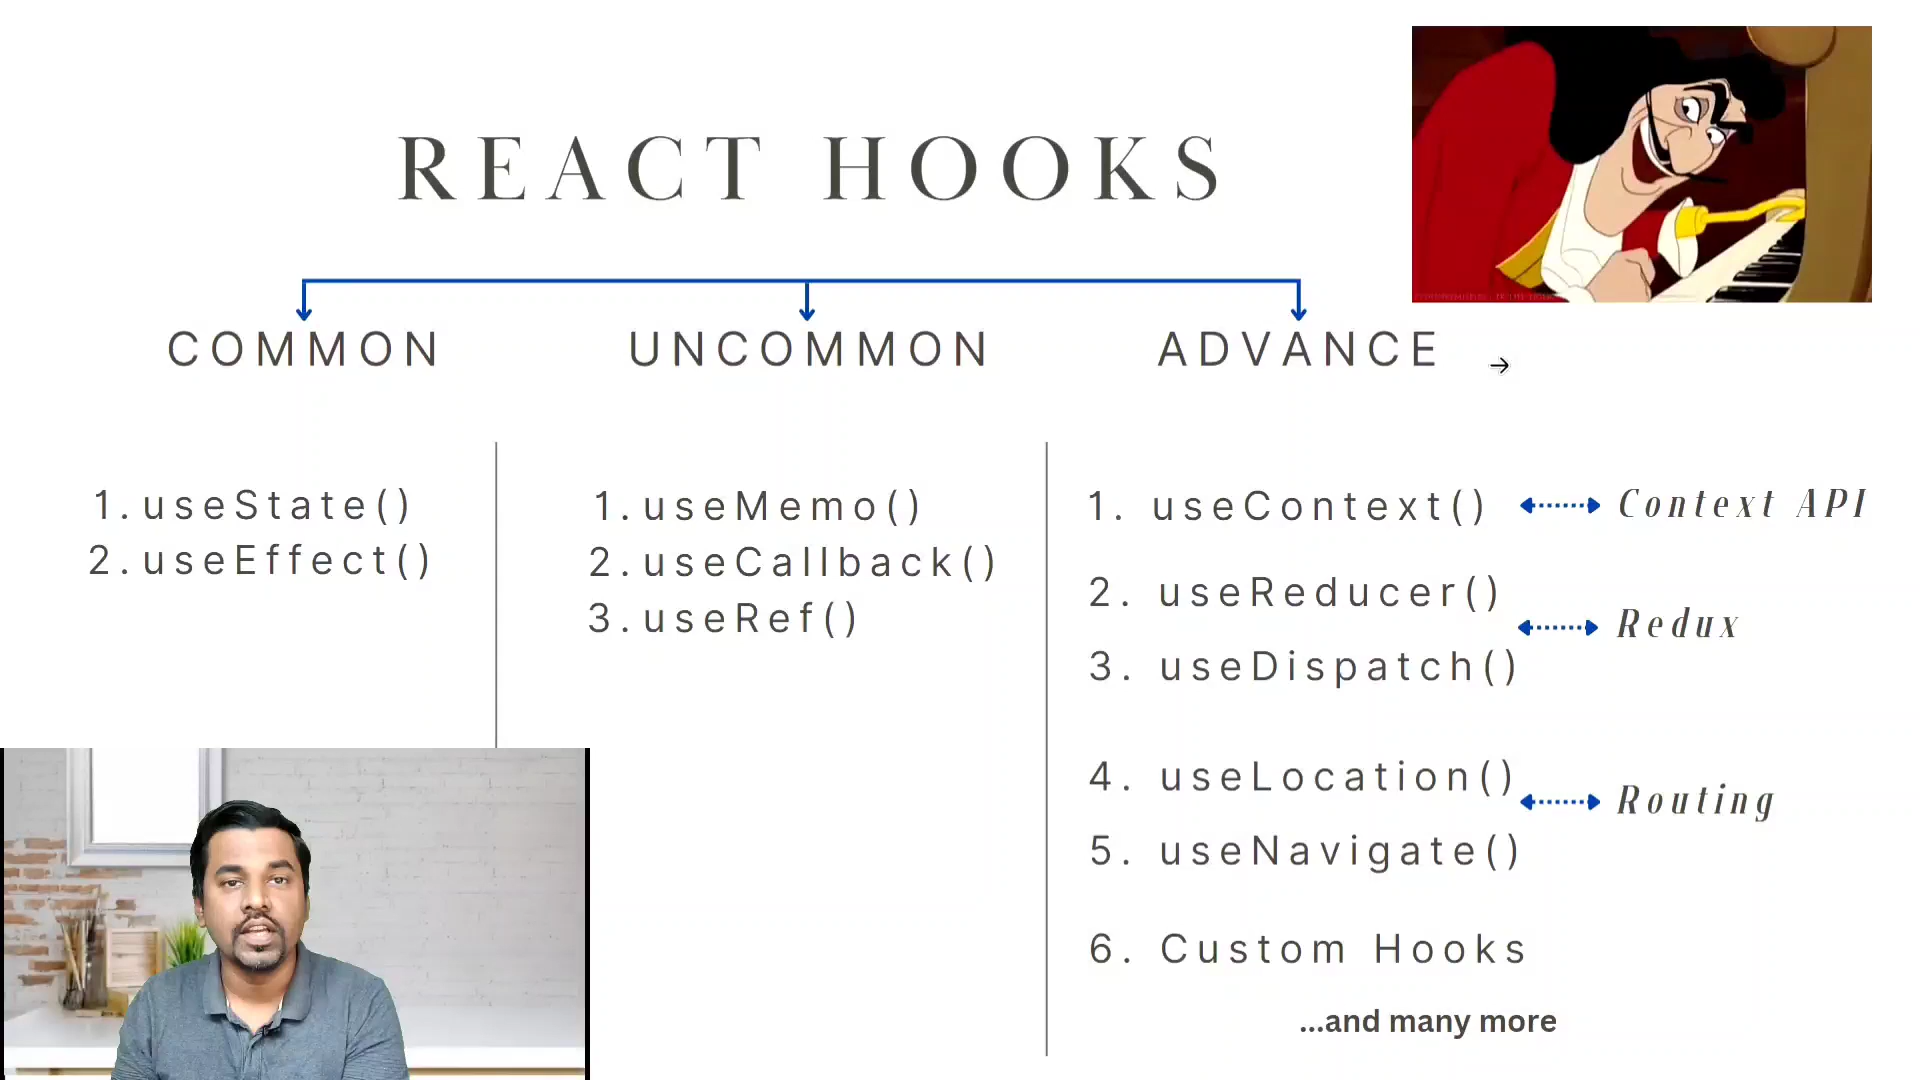 REACT HOOKS
COMMON
UNCOMMON
ADVANCE
1. useState()
2. useEffect()
1. useMemo()
2. useCallback()
3. useRef()
1. useContext()
Context API
2. useReducer()
Redux
3. useDispatch()
4. useLocation()
Routing
5. useNavigate()
6. Custom Hooks
...and many more